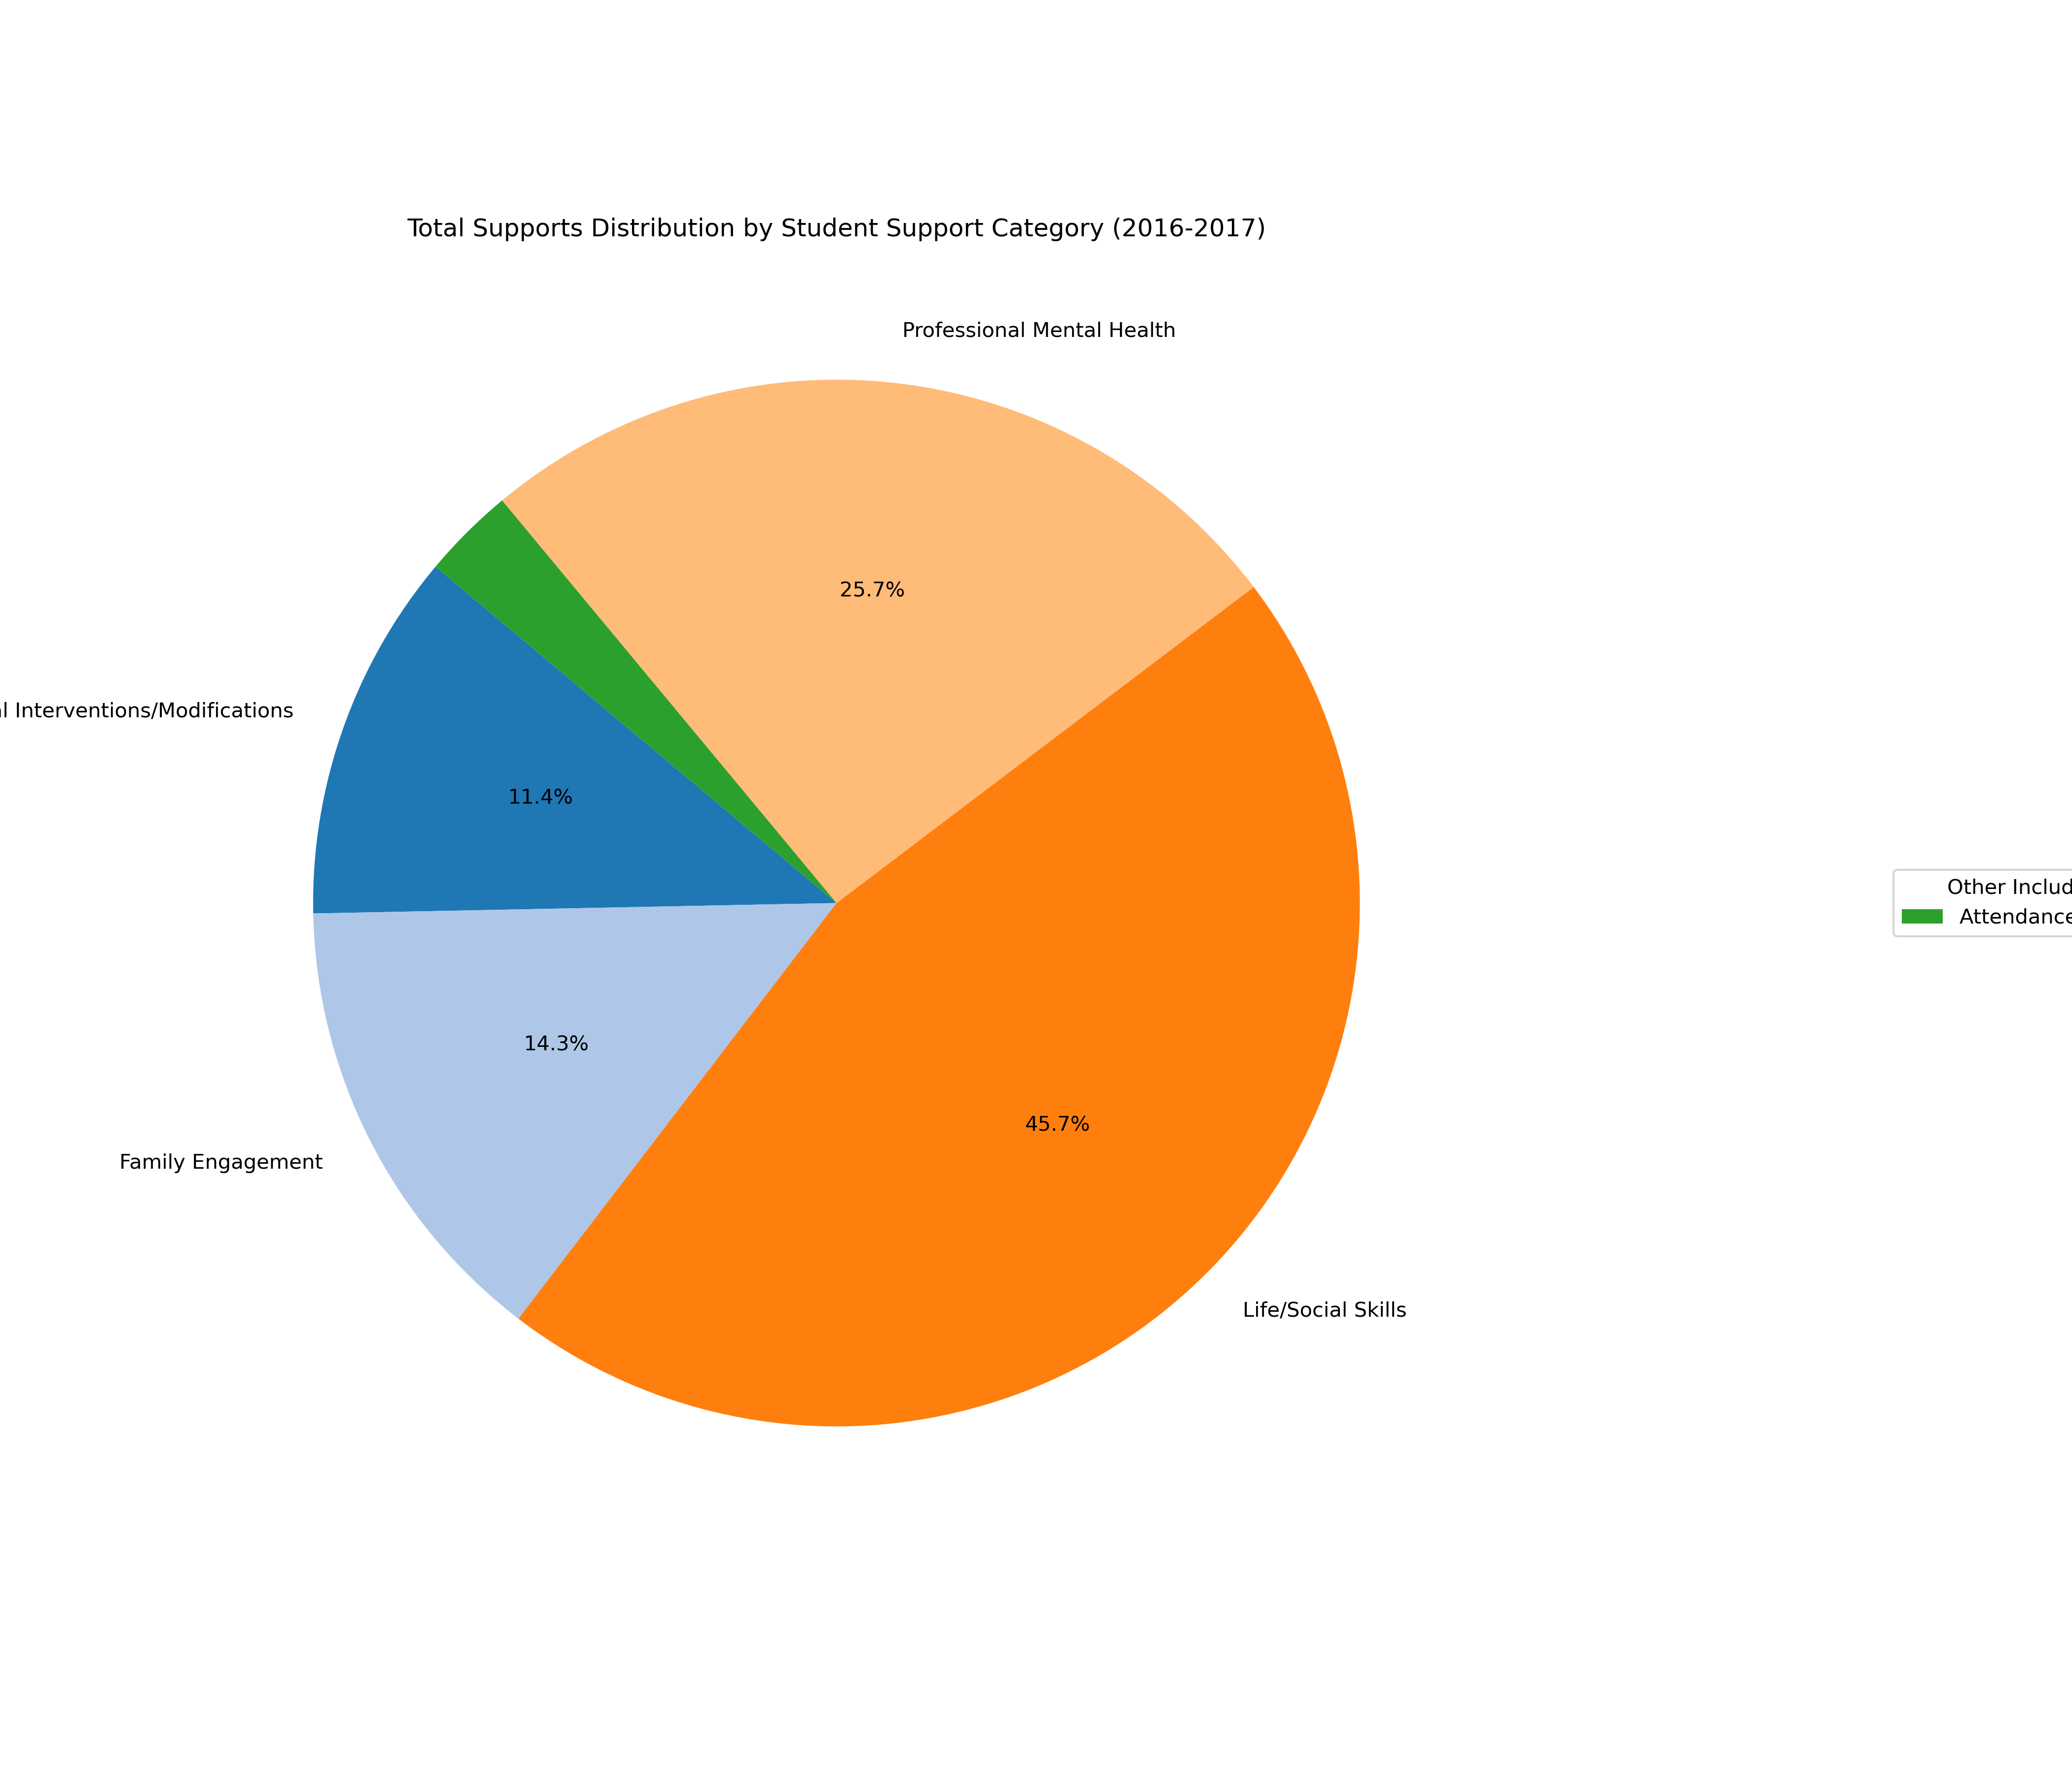 Total Supports Distribution by Student Support Category (2016-2017)
Professional Mental Health
25.7%
Interventions/Modifications
11.4%
Other
Attendance
14.3%
45.7%
Family Engagement
Life/Social Skills